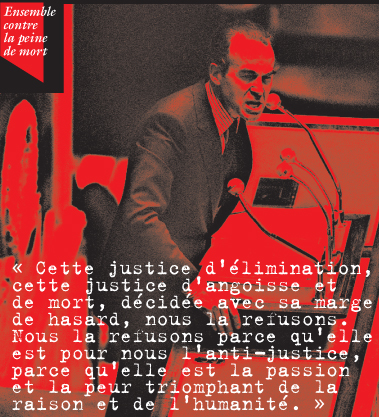 Ensemble
contre
la peine
de mort
« Cette justice d'élimination,
cette justice d'angoisse et
de mort, décidée avec sa marge
de hasard, nous la refusons.
Nous la refusons parce qu'elle
est pour nous l'anti-justice,
parce qu'elle est la passion
et la peur triomphant de la
raison et de l'humanité. »